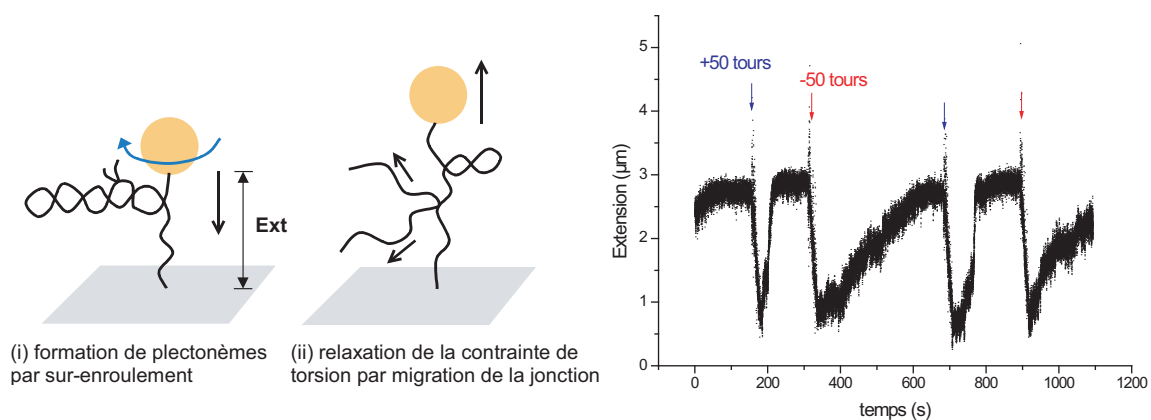 Ext
(i) formation de plectonèmes
par sur-enroulement
(ii) relaxation de la contrainte de
torsion par migration de la jonction
+50 tours
-50 tours
Extension (µm)
5
4
3
2
1
0
0
200
400
600
800
1000
1200
temps (s)